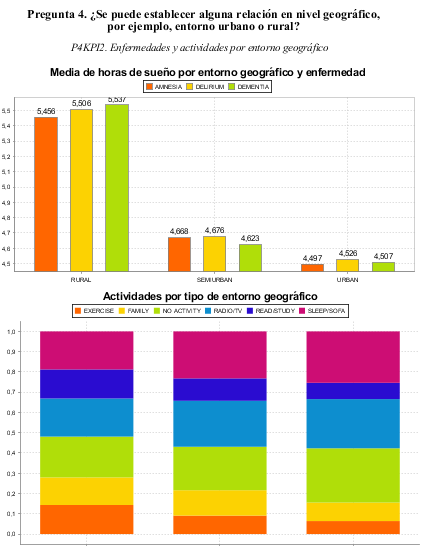 Pregunta 4. ¿Se puede establecer alguna relación en nivel geográfico,
por ejemplo, entorno urbano o rural?
P4KPI2. Enfermedades y actividades por entorno geográfico
Media de horas de sueño por entorno geográfico y enfermedad
AMNESIA DELIRIUM DEMENTIA
5,456 5,506 5,537
4,668 4,676 4,623
4,497 4,526 4,507
5,5
5,4
5,3
5,2
5,1
5,0
4,9
4,8
4,7
4,6
4,5
RURAL SEMIURBAN URBAN
Actividades por tipo de entorno geográfico
EXERCISE FAMILY NO ACTIVITY RADIO/TV READ/STUDY SLEEP/SOFA
1,0
0,9
0,8
0,7
0,6
0,5
0,4
0,3
0,2
0,1
0,0